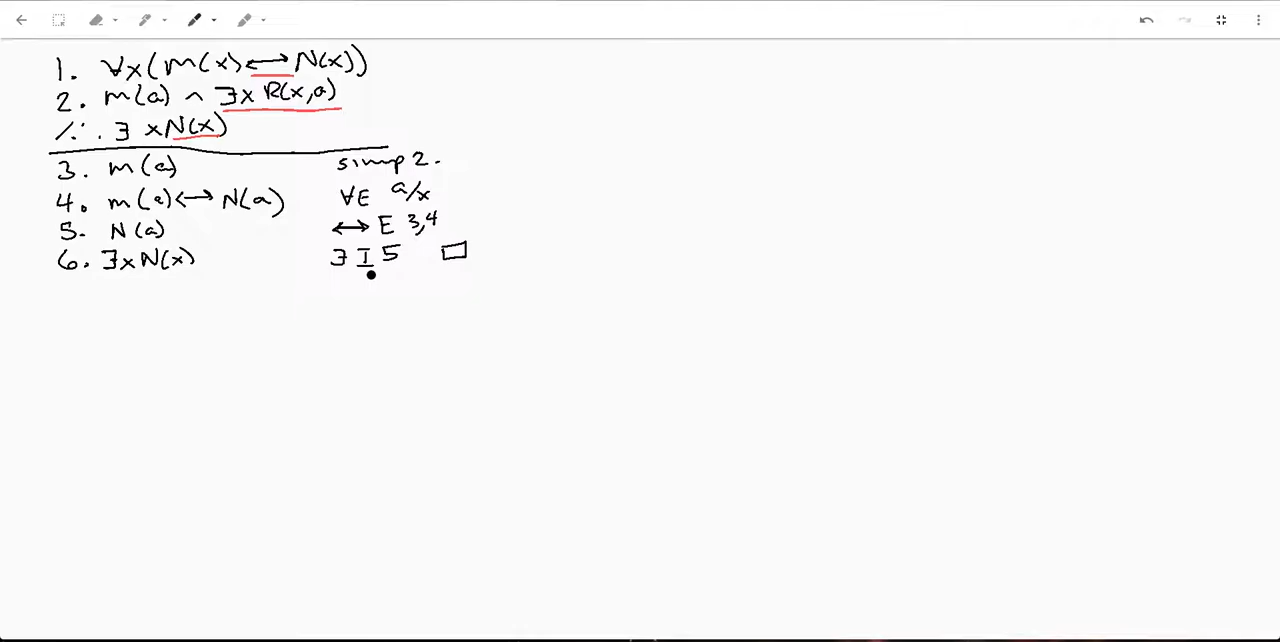 1. ∀x(m(x)⟷N(x))
2. m(a) ^ ∃x R(x,a)
/∴. ∃ xN(x)
3. m(a) simp 2.
4. m(a)⟷N(a) ∀E a/x
5. N(a) ⟷E 3,4
6. ∃xN(x) ∃I 5 □